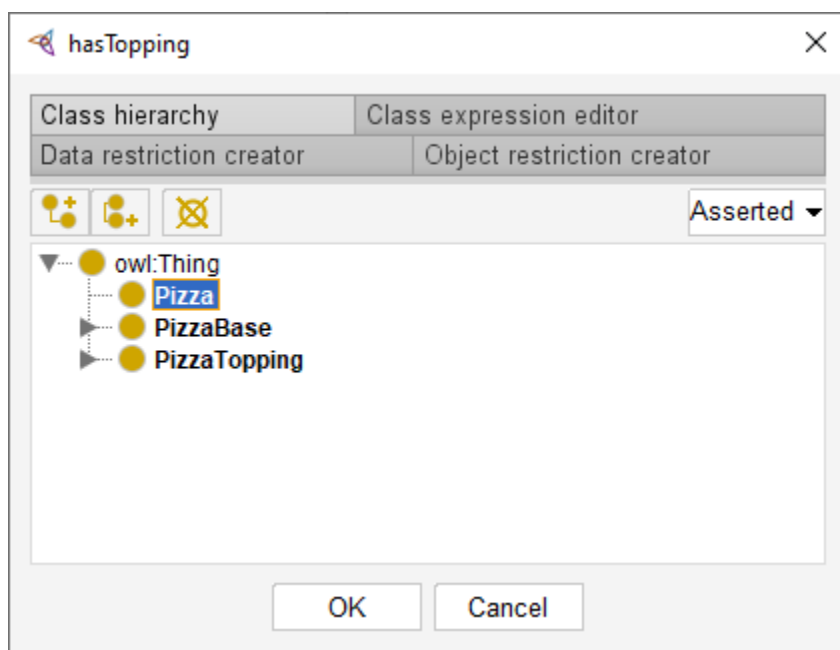 hasTopping
Class hierarchy Class expression editor
Data restriction creator Object restriction creator
Asserted
owl:Thing
Pizza
PizzaBase
PizzaTopping
OK Cancel